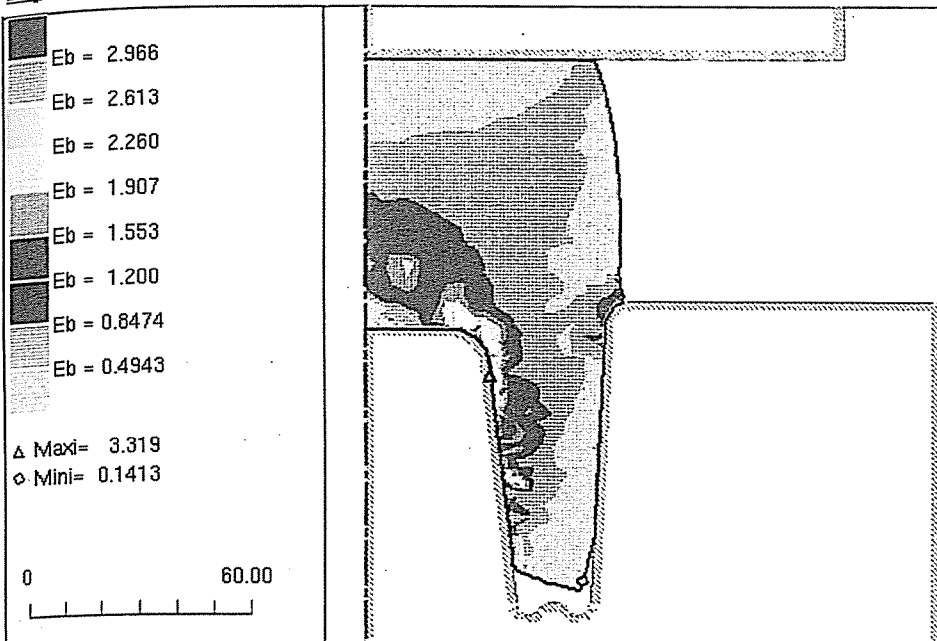 Eb = 2.966
Eb = 2.613
Eb = 2.260
Eb = 1.907
Eb = 1.553
Eb = 1.200
Eb = 0.8474
Eb = 0.4943
Δ Maxi= 3.319
◇ Mini= 0.1413
0 60.00